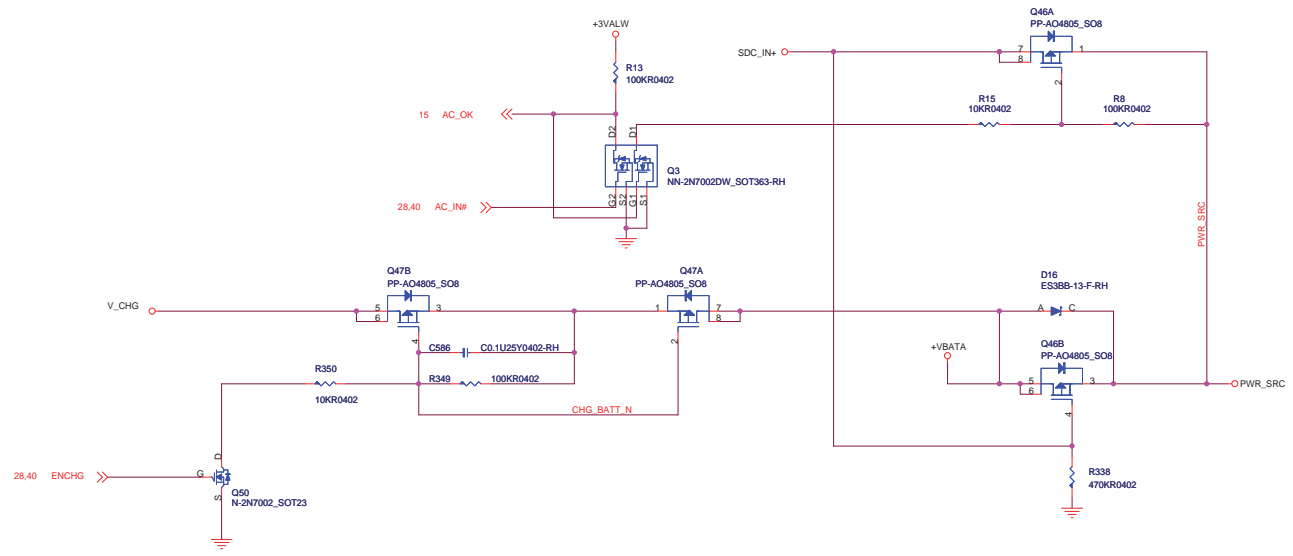 Q46A
PP-AO4805_SO8
+3VALW
SDC_IN+
7
8
1
2
R13
100KR0402
R15
10KR0402
R8
100KR0402
15 AC_OK
D2
D1
Q3
NN-2N7002DW_SOT363-RH
G2
S2
G1
S1
28,40 AC_IN#
PWR_SRC
Q47B
PP-AO4805_SO8
Q47A
PP-AO4805_SO8
D16
ES3BB-13-F-RH
V_CHG
5
6
3
4
1
7
8
2
A
C
C586
C0.1U25Y0402-RH
Q46B
PP-AO4805_SO8
+VBATA
R350
10KR0402
R349
100KR0402
5
6
3
4
PWR_SRC
CHG_BATT_N
D
28,40 ENCHG
G
S
Q50
N-2N7002_SOT23
R338
470KR0402